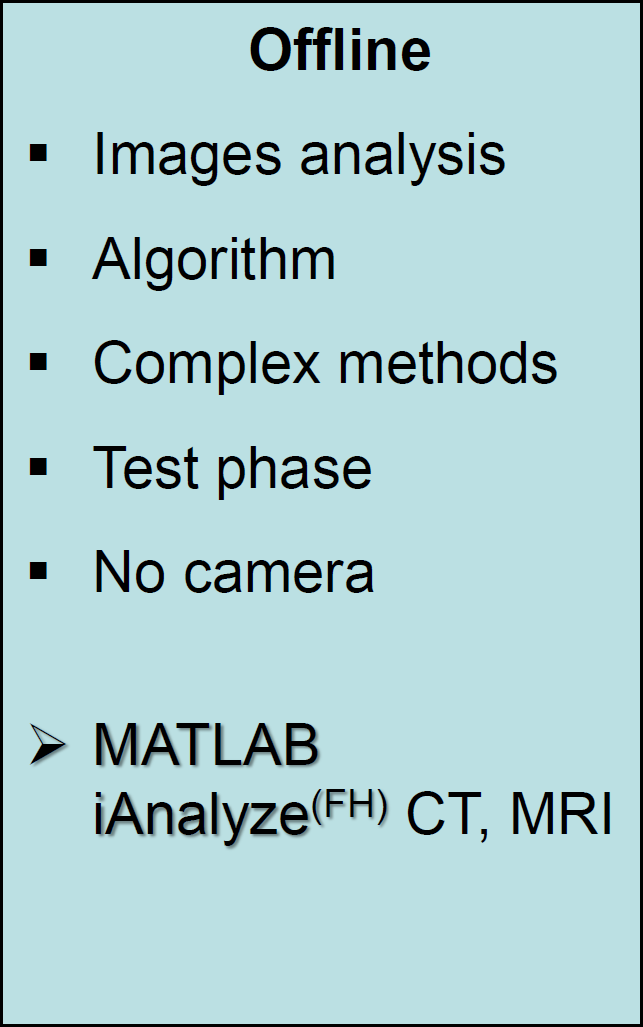 Offline
▪ Images analysis
▪ Algorithm
▪ Complex methods
▪ Test phase
▪ No camera
➢ MATLAB
iAnalyze(FH) CT, MRI